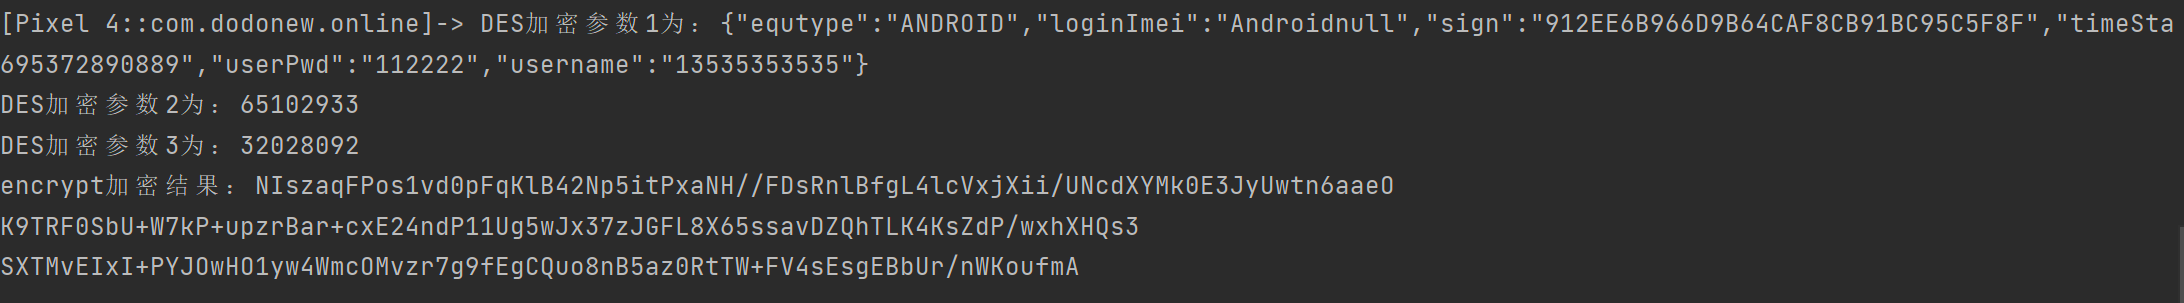 [Pixel 4::com.dodonew.online]-> DES加密参数1为: {"equtype":"ANDROID","loginImei":"Androidnull","sign":"912EE6B966D9B64CAF8CB91BC95C5F8F","timeSta
695372890889","userPwd":"112222","username":"13535353535"}
DES加密参数2为: 65102933
DES加密参数3为: 32028092
encrypt加密结果: NIszaqFPos1vd0pFqKlB42Np5itPxaNH//FDsRnlBfgL4lcVxjXii/UNcdXYMk0E3JyUwtn6aaeO
K9TRF0SbU+W7kP+upzrBar+cxE24ndP11Ug5wJx37zJGFL8X65ssavDZQhTLK4KsZdP/wxhXHQs3
SXTMvEIxI+PYJOwHO1yw4WmcOMvzr7g9fEgCQuo8nB5az0RtTW+FV4sEsgEBbUr/nWKoufmA